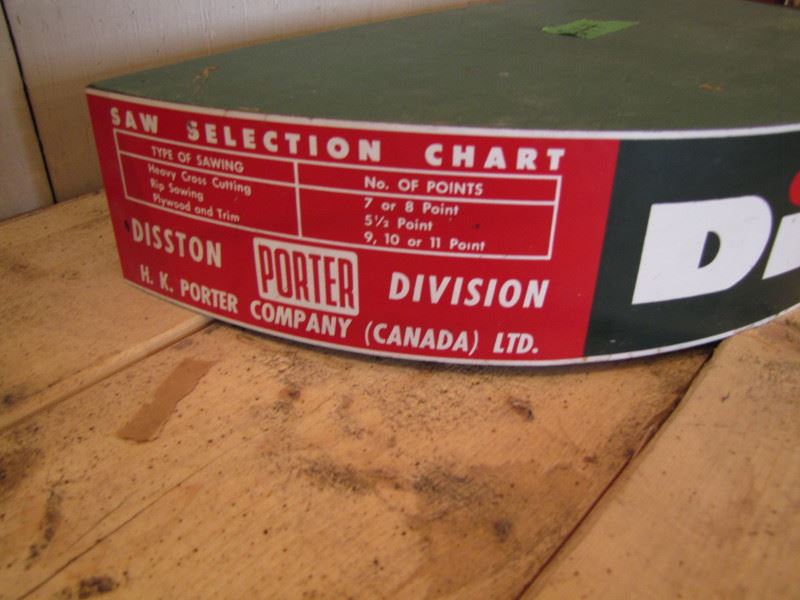 SAW SELECTION CHART
TYPE OF SAWING No. OF POINTS
Heavy Cross Cutting 7 or 8 Point
Rip Sawing 5½ Point
Plywood and Trim 9, 10 or 11 Point
DISSTON PORTER DIVISION
H. K. PORTER COMPANY (CANADA) LTD.